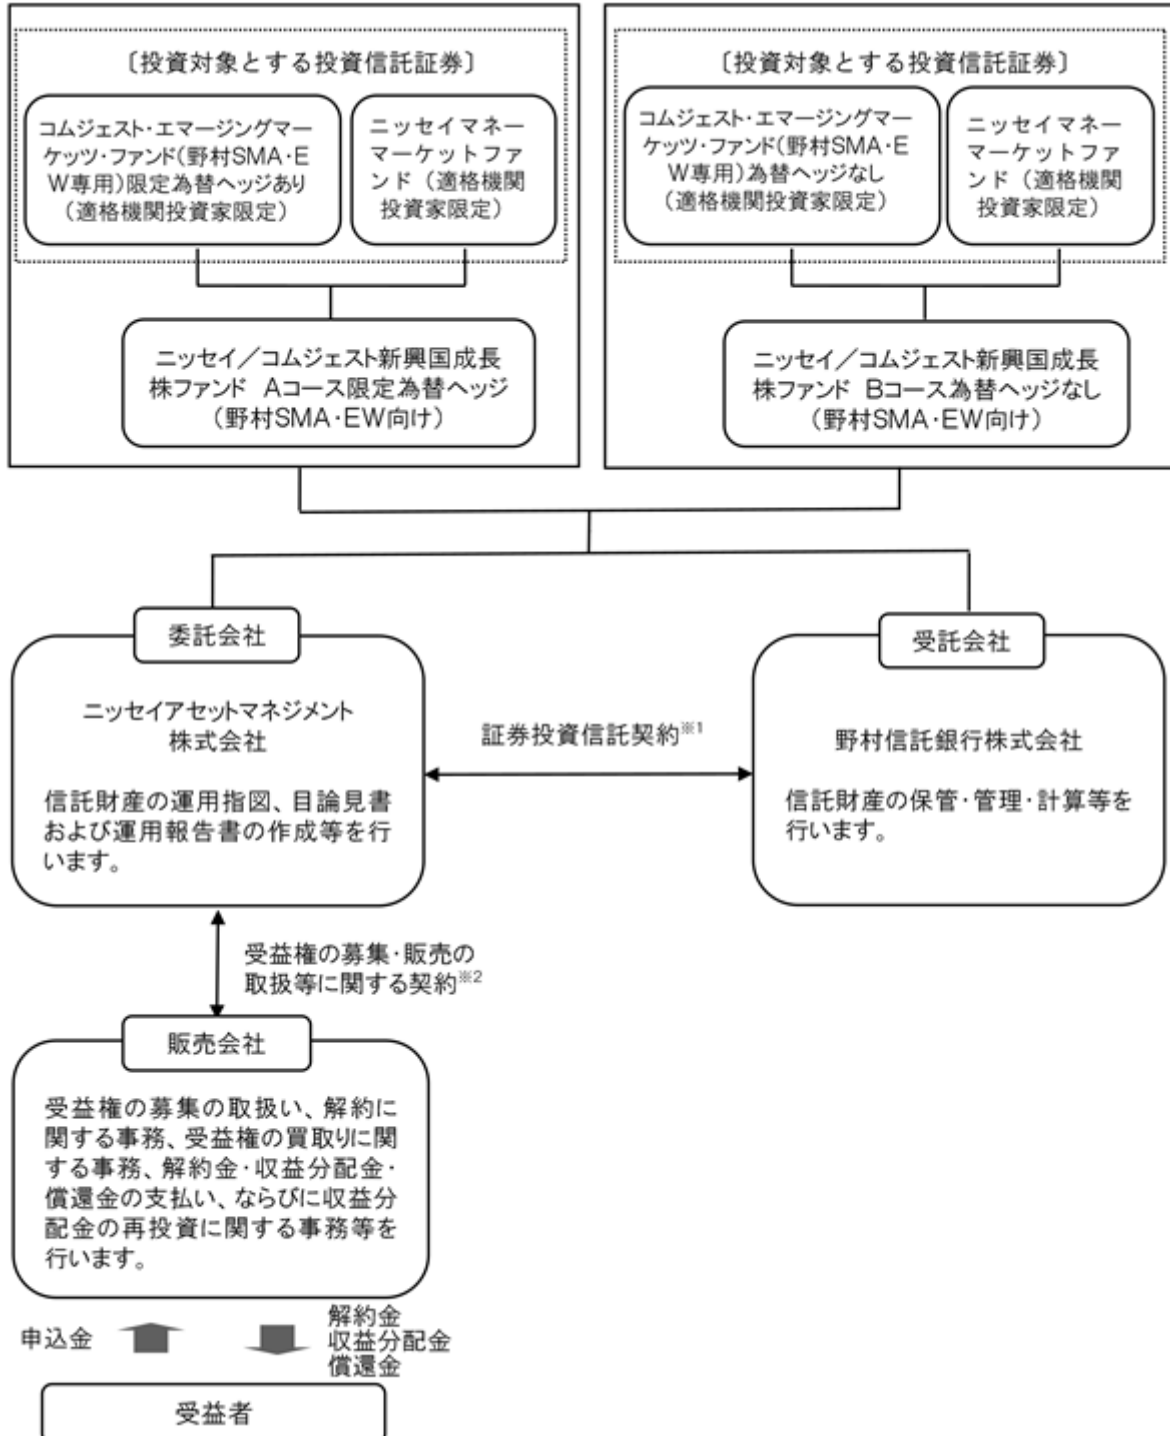 〔投資対象とする投資信託証券〕
コムジェスト・エマージングマー
ケッツ・ファンド(野村SMA・E
W専用)限定為替ヘッジあり
（適格機関投資家限定）
ニッセイマネー
マーケットファ
ンド（適格機関
投資家限定）
ニッセイ／コムジェスト新興国成長
株ファンド Aコース限定為替ヘッジ
（野村SMA・EW向け）
〔投資対象とする投資信託証券〕
コムジェスト・エマージングマー
ケッツ・ファンド(野村SMA・E
W専用)為替ヘッジなし
（適格機関投資家限定）
ニッセイマネー
マーケットファ
ンド（適格機関
投資家限定）
ニッセイ／コムジェスト新興国成長
株ファンド Bコース為替ヘッジなし
（野村SMA・EW向け）
委託会社
ニッセイアセットマネジメント
株式会社
信託財産の運用指図、目論見書
および運用報告書の作成等を行
います。
証券投資信託契約※1
受託会社
野村信託銀行株式会社
信託財産の保管・管理・計算等を
行います。
受益権の募集・販売の
取扱等に関する契約※2
販売会社
受益権の募集の取扱い、解約に
関する事務、受益権の買取りに関
する事務、解約金・収益分配金・
償還金の支払い、ならびに収益分
配金の再投資に関する事務等を
行います。
申込金
解約金
収益分配金
償還金
受益者